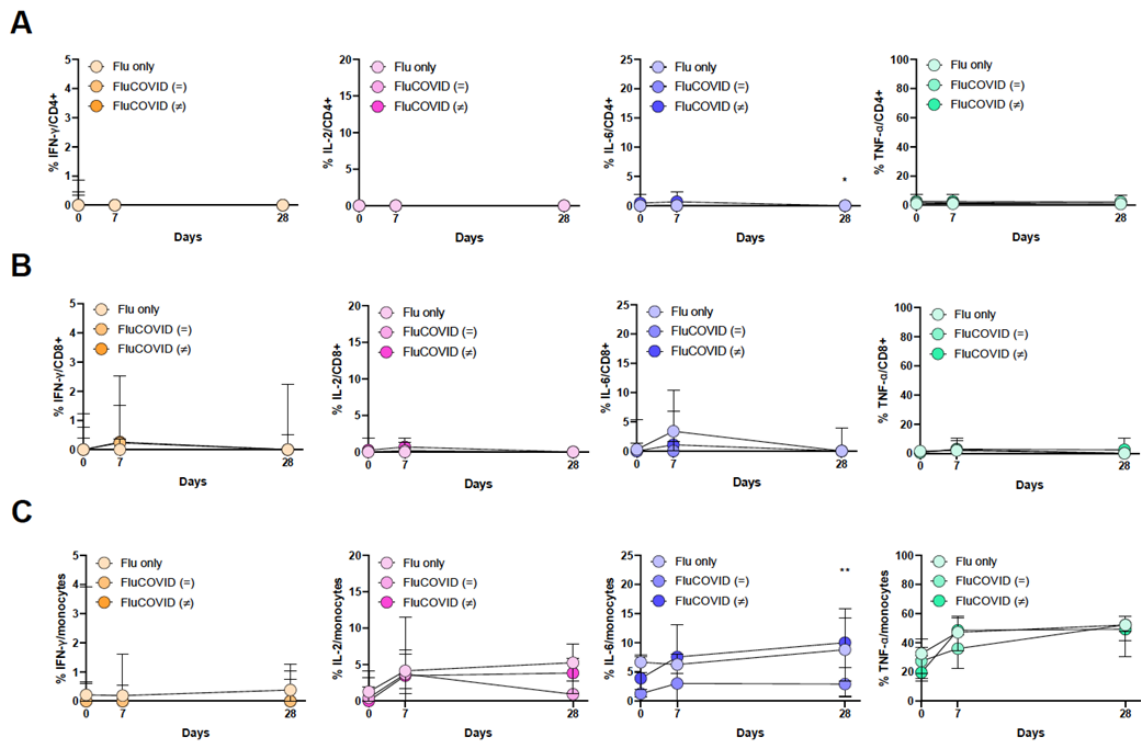 A
% IFN-γ/CD4+
5
4
3
2
1
0
Flu only
FluCOVID (=)
FluCOVID (≠)
0 7 28
Days
% IL-2/CD4+
20
15
10
5
0
Flu only
FluCOVID (=)
FluCOVID (≠)
0 7 28
Days
% IL-6/CD4+
25
20
15
10
5
0
Flu only
FluCOVID (=)
FluCOVID (≠)
*
0 7 28
Days
% TNF-α/CD4+
100
80
60
40
20
0
Flu only
FluCOVID (=)
FluCOVID (≠)
0 7 28
Days
B
% IFN-γ/CD8+
5
4
3
2
1
0
Flu only
FluCOVID (=)
FluCOVID (≠)
0 7 28
Days
% IL-2/CD8+
20
15
10
5
0
Flu only
FluCOVID (=)
FluCOVID (≠)
0 7 28
Days
% IL-6/CD8+
25
20
15
10
5
0
Flu only
FluCOVID (=)
FluCOVID (≠)
0 7 28
Days
% TNF-α/CD8+
100
80
60
40
20
0
Flu only
FluCOVID (=)
FluCOVID (≠)
0 7 28
Days
C
% IFN-γ/monocytes
5
4
3
2
1
0
Flu only
FluCOVID (=)
FluCOVID (≠)
0 7 28
Days
% IL-2/monocytes
20
15
10
5
0
Flu only
FluCOVID (=)
FluCOVID (≠)
0 7 28
Days
% IL-6/monocytes
25
20
15
10
5
0
Flu only
FluCOVID (=)
FluCOVID (≠)
**
0 7 28
Days
% TNF-α/monocytes
100
80
60
40
20
0
Flu only
FluCOVID (=)
FluCOVID (≠)
0 7 28
Days